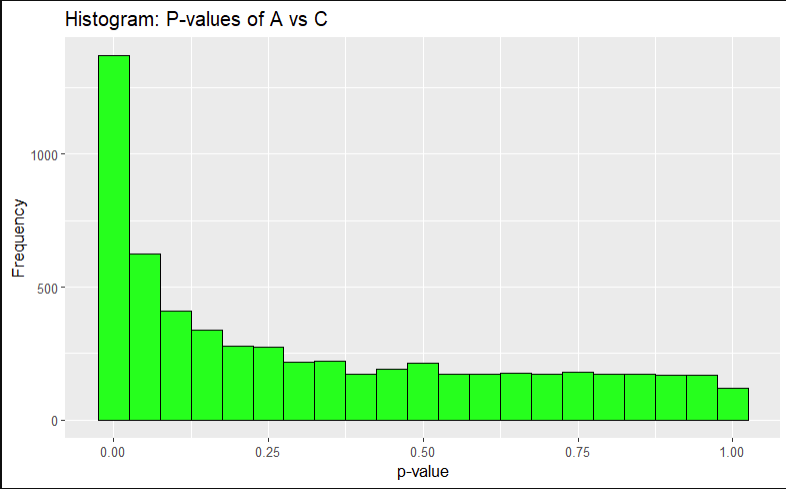 Histogram: P-values of A vs C
Frequency
1000
500
0
0.00 0.25 0.50 0.75 1.00
p-value